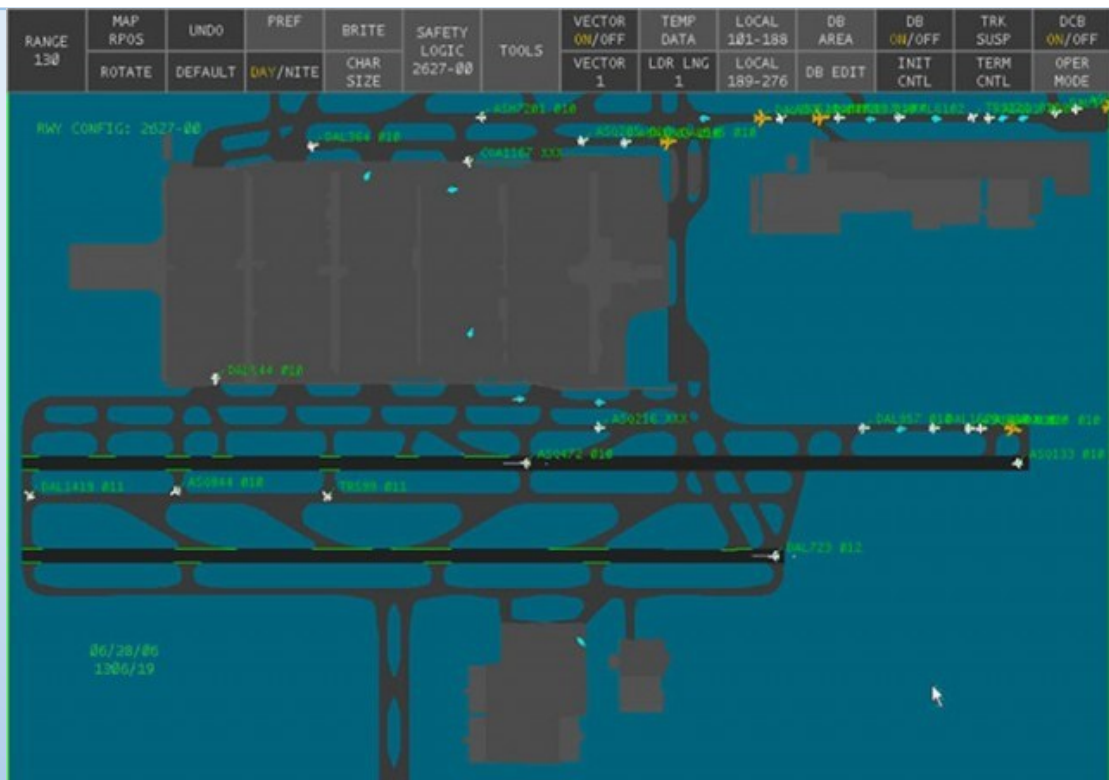 RANGE
130
MAP
RPOS
ROTATE
UNDO
DEFAULT
PREF
DAY/NITE
BRITE
CHAR
SIZE
SAFETY
LOGIC
2627-00
TOOLS
VECTOR
ON/OFF
VECTOR
1
TEMP
DATA
LDR LNG
1
LOCAL
101-188
LOCAL
189-276
DB
AREA
DB EDIT
DB
ON/OFF
INIT
CNTL
TRK
SUSP
TERM
CNTL
DCB
ON/OFF
OPER
MODE
RWY CONFIG: 2627-00
010
DAL364 010
XXX
010
ASQ216 XXX
DAL957 010
ASQ472 010
ASQ133 010
DAL1419 011
ASQ844 010
011
DAL723 012
06/28/06
1306/19